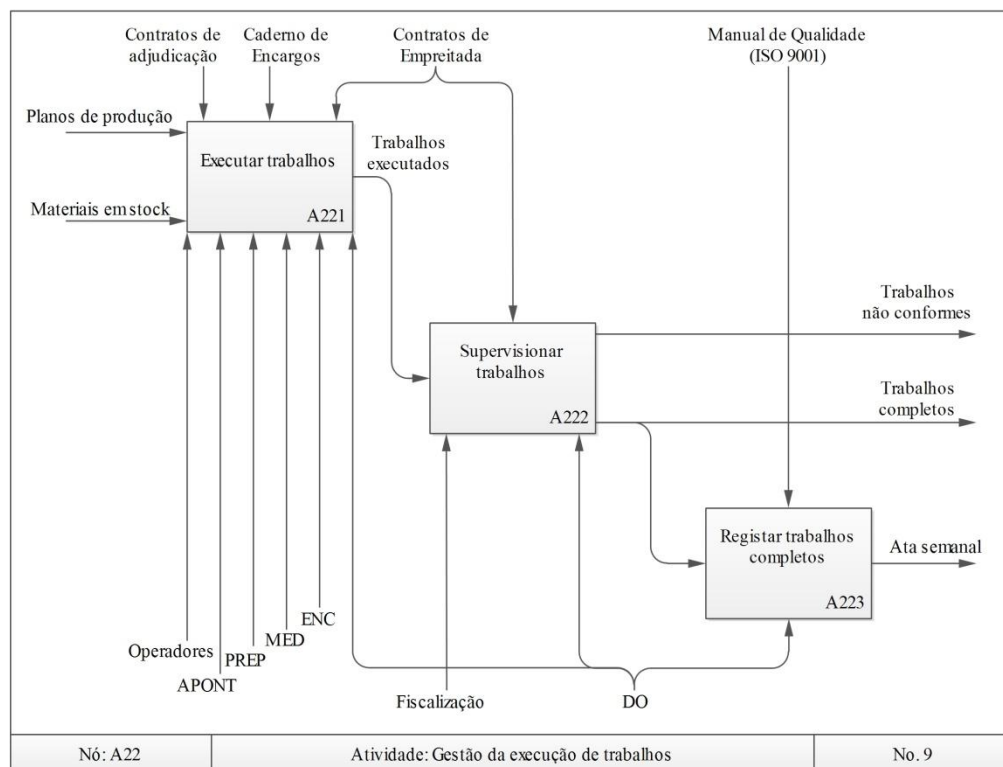 Contratos de
adjudicação
Caderno de
Encargos
Contratos de
Empreitada
Manual de Qualidade
(ISO 9001)
Planos de produção
Executar trabalhos
A221
Trabalhos
executados
Materiais em stock
Trabalhos
não conformes
Supervisionar
trabalhos
A222
Trabalhos
completos
Registar trabalhos
completos
A223
Ata semanal
Operadores
APONT
PREP
MED
ENC
Fiscalização
DO
Nó: A22
Atividade: Gestão da execução de trabalhos
No. 9